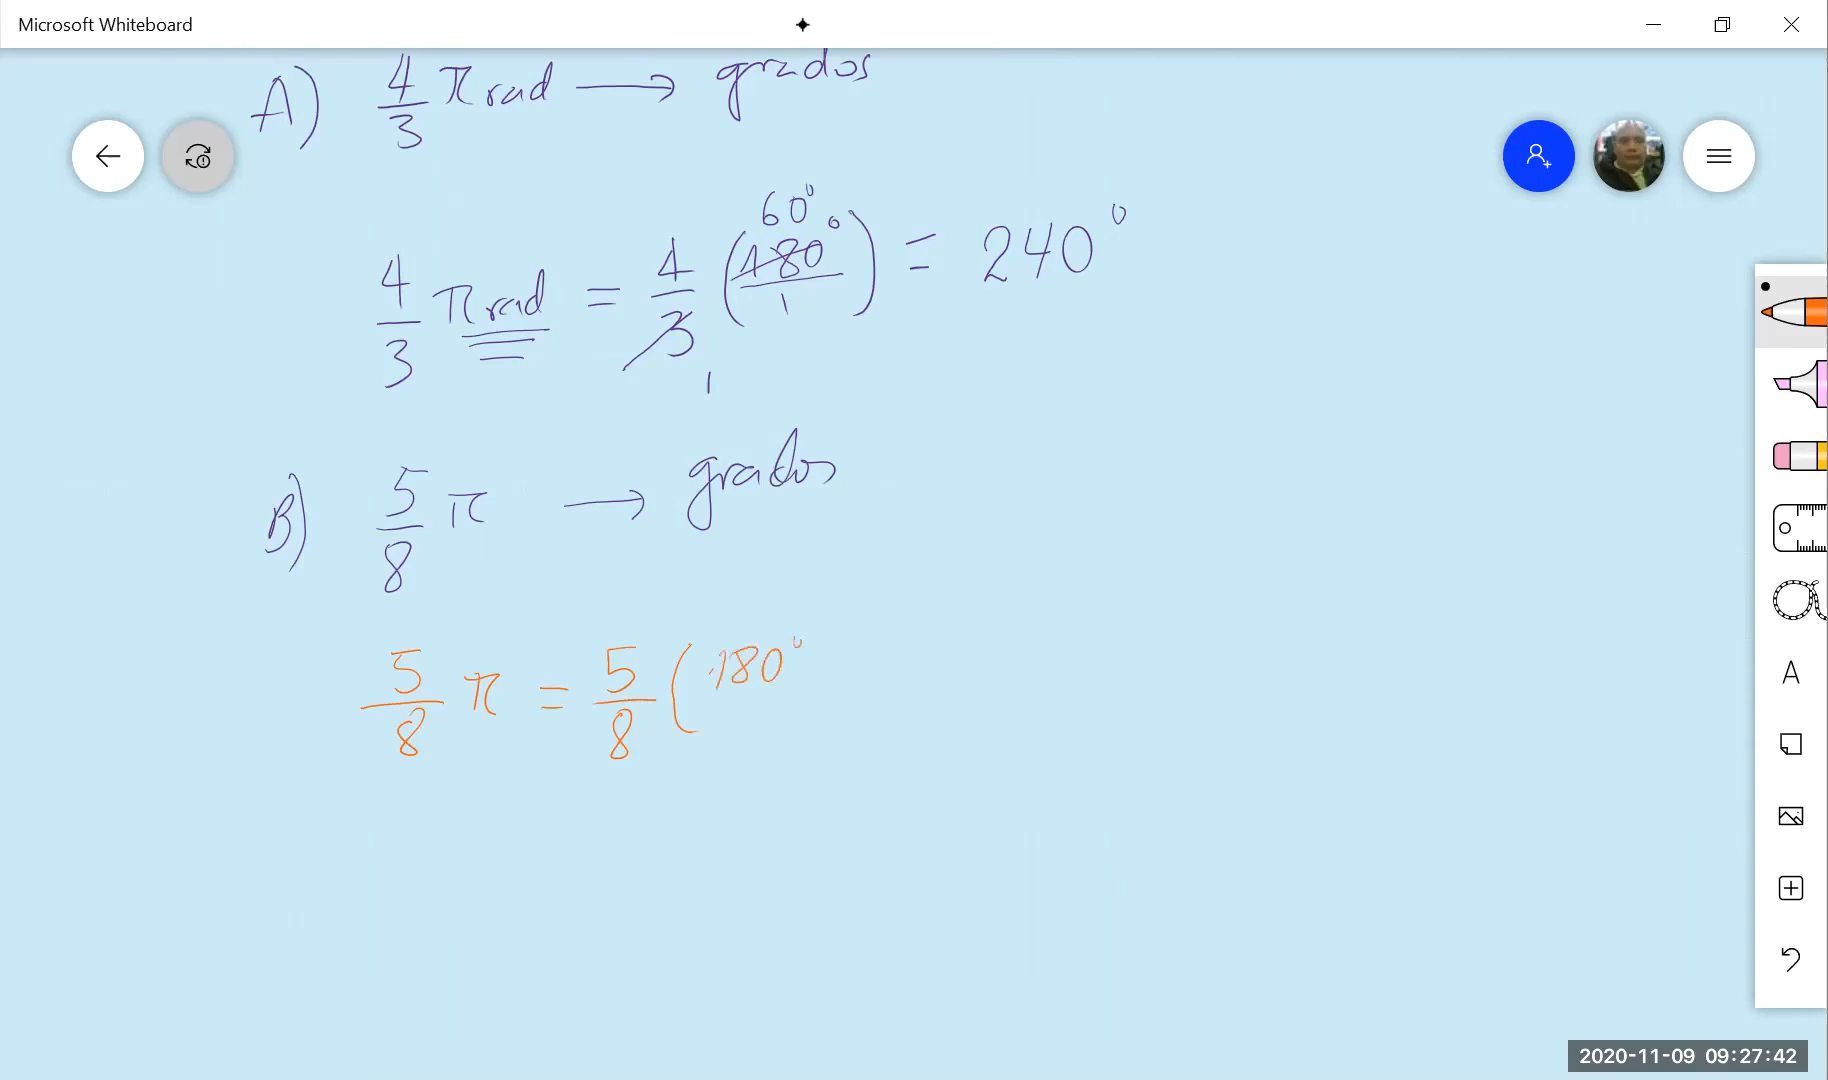 Microsoft Whiteboard
A) 4/3 π rad → grados
4/3 π rad = 4/3 (180°/1) = 240°
60°
1
B) 5/8 π → grados
5/8 π = 5/8 (180°
A
2020-11-09 09:27:42